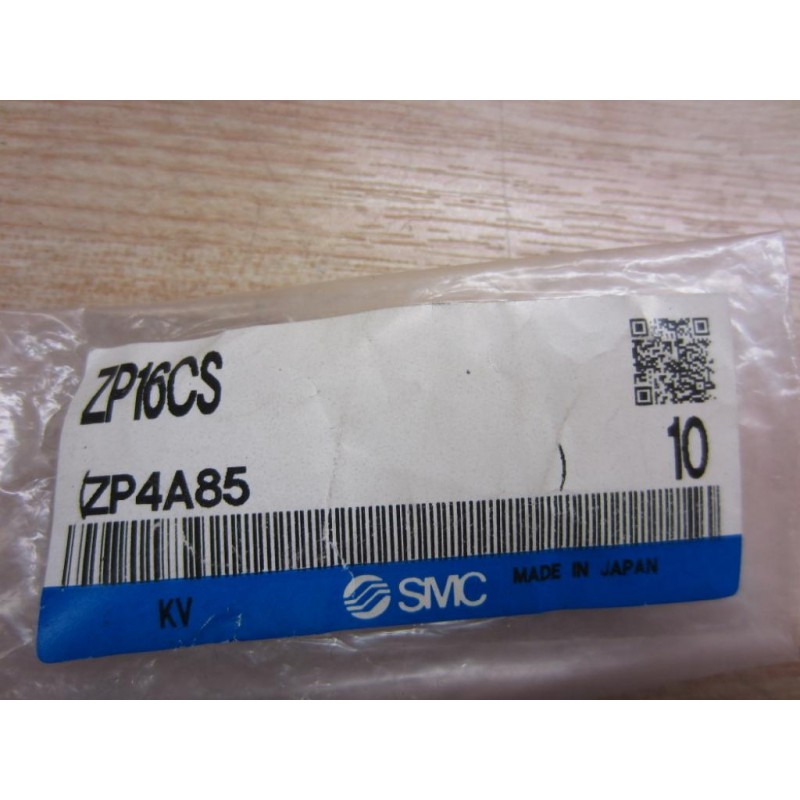 ZP16CS
10
(ZP4A85 )
KV SMC MADE IN JAPAN